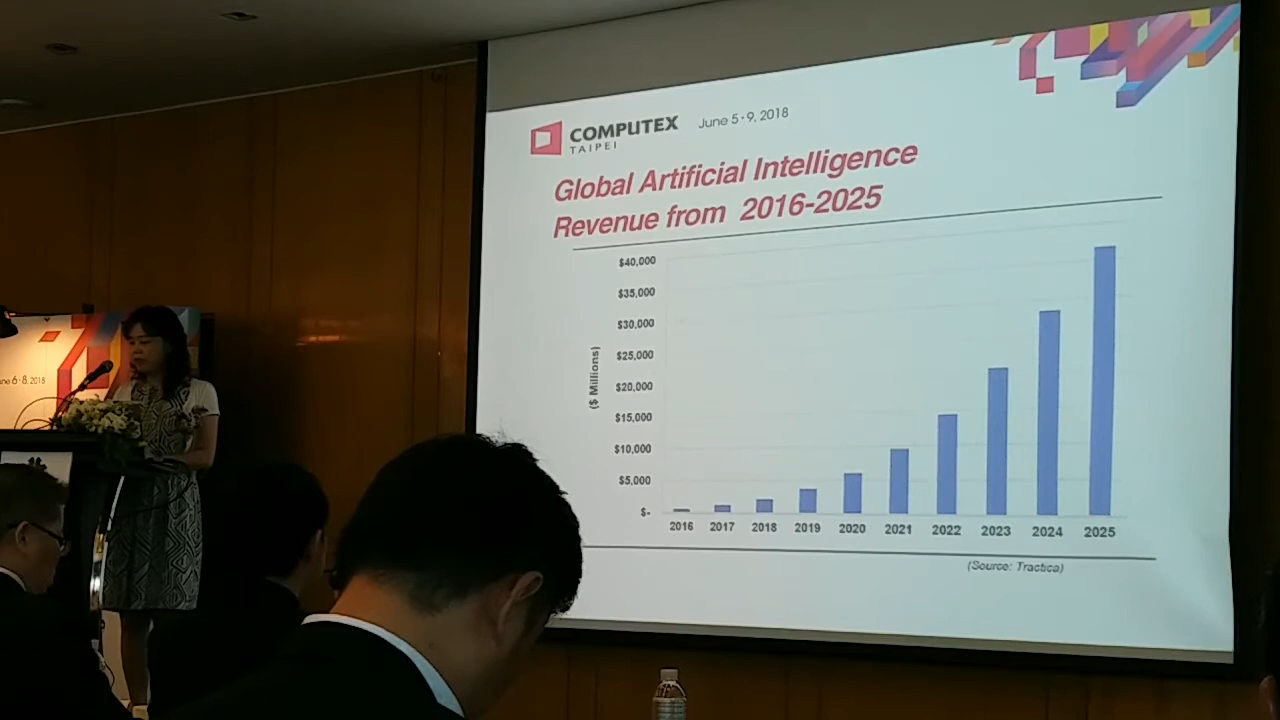 COMPUTEX
TAIPEI
June 5・9, 2018
Global Artificial Intelligence
Revenue from 2016-2025
$40,000
$35,000
$30,000
$25,000
$20,000
$15,000
$10,000
$5,000
$-
($ Millions)
2016 2017 2018 2019 2020 2021 2022 2023 2024 2025
(Source: Tractica)
une 6・8, 2018